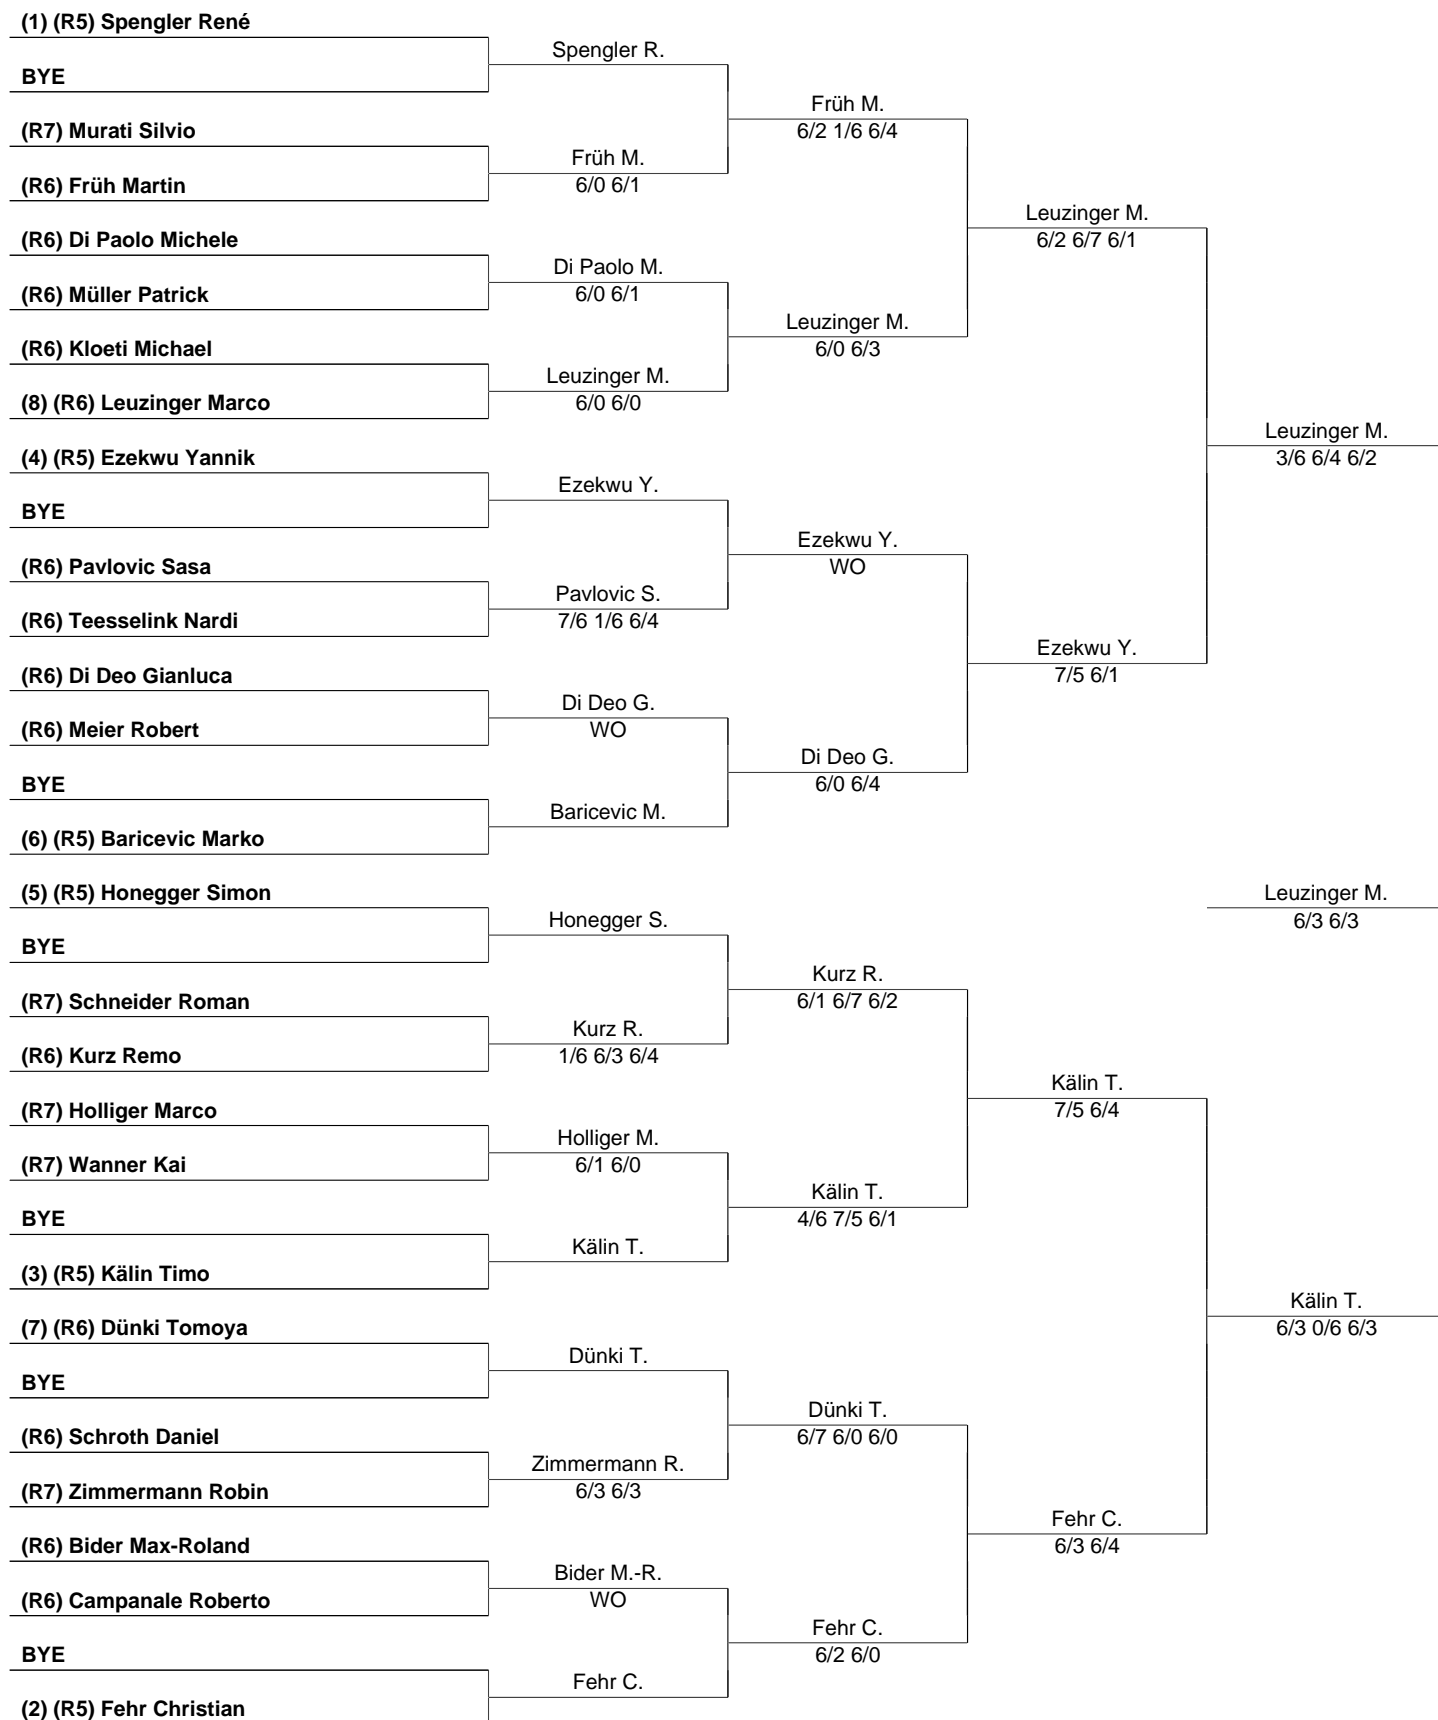 (1) (R5) Spengler René
BYE
(R7) Murati Silvio
(R6) Früh Martin
(R6) Di Paolo Michele
(R6) Müller Patrick
(R6) Kloeti Michael
(8) (R6) Leuzinger Marco
(4) (R5) Ezekwu Yannik
BYE
(R6) Pavlovic Sasa
(R6) Teesselink Nardi
(R6) Di Deo Gianluca
(R6) Meier Robert
BYE
(6) (R5) Baricevic Marko
(5) (R5) Honegger Simon
BYE
(R7) Schneider Roman
(R6) Kurz Remo
(R7) Holliger Marco
(R7) Wanner Kai
BYE
(3) (R5) Kälin Timo
(7) (R6) Dünki Tomoya
BYE
(R6) Schroth Daniel
(R7) Zimmermann Robin
(R6) Bider Max-Roland
(R6) Campanale Roberto
BYE
(2) (R5) Fehr Christian
Spengler R.
Früh M.
6/0 6/1
Di Paolo M.
6/0 6/1
Leuzinger M.
6/0 6/0
Ezekwu Y.
Pavlovic S.
7/6 1/6 6/4
Di Deo G.
WO
Baricevic M.
Honegger S.
Kurz R.
1/6 6/3 6/4
Holliger M.
6/1 6/0
Kälin T.
Dünki T.
Zimmermann R.
6/3 6/3
Bider M.-R.
WO
Fehr C.
Früh M.
6/2 1/6 6/4
Leuzinger M.
6/0 6/3
Ezekwu Y.
WO
Di Deo G.
6/0 6/4
Kurz R.
6/1 6/7 6/2
Kälin T.
4/6 7/5 6/1
Dünki T.
6/7 6/0 6/0
Fehr C.
6/2 6/0
Leuzinger M.
6/2 6/7 6/1
Ezekwu Y.
7/5 6/1
Kälin T.
7/5 6/4
Fehr C.
6/3 6/4
Leuzinger M.
3/6 6/4 6/2
Leuzinger M.
6/3 6/3
Kälin T.
6/3 0/6 6/3